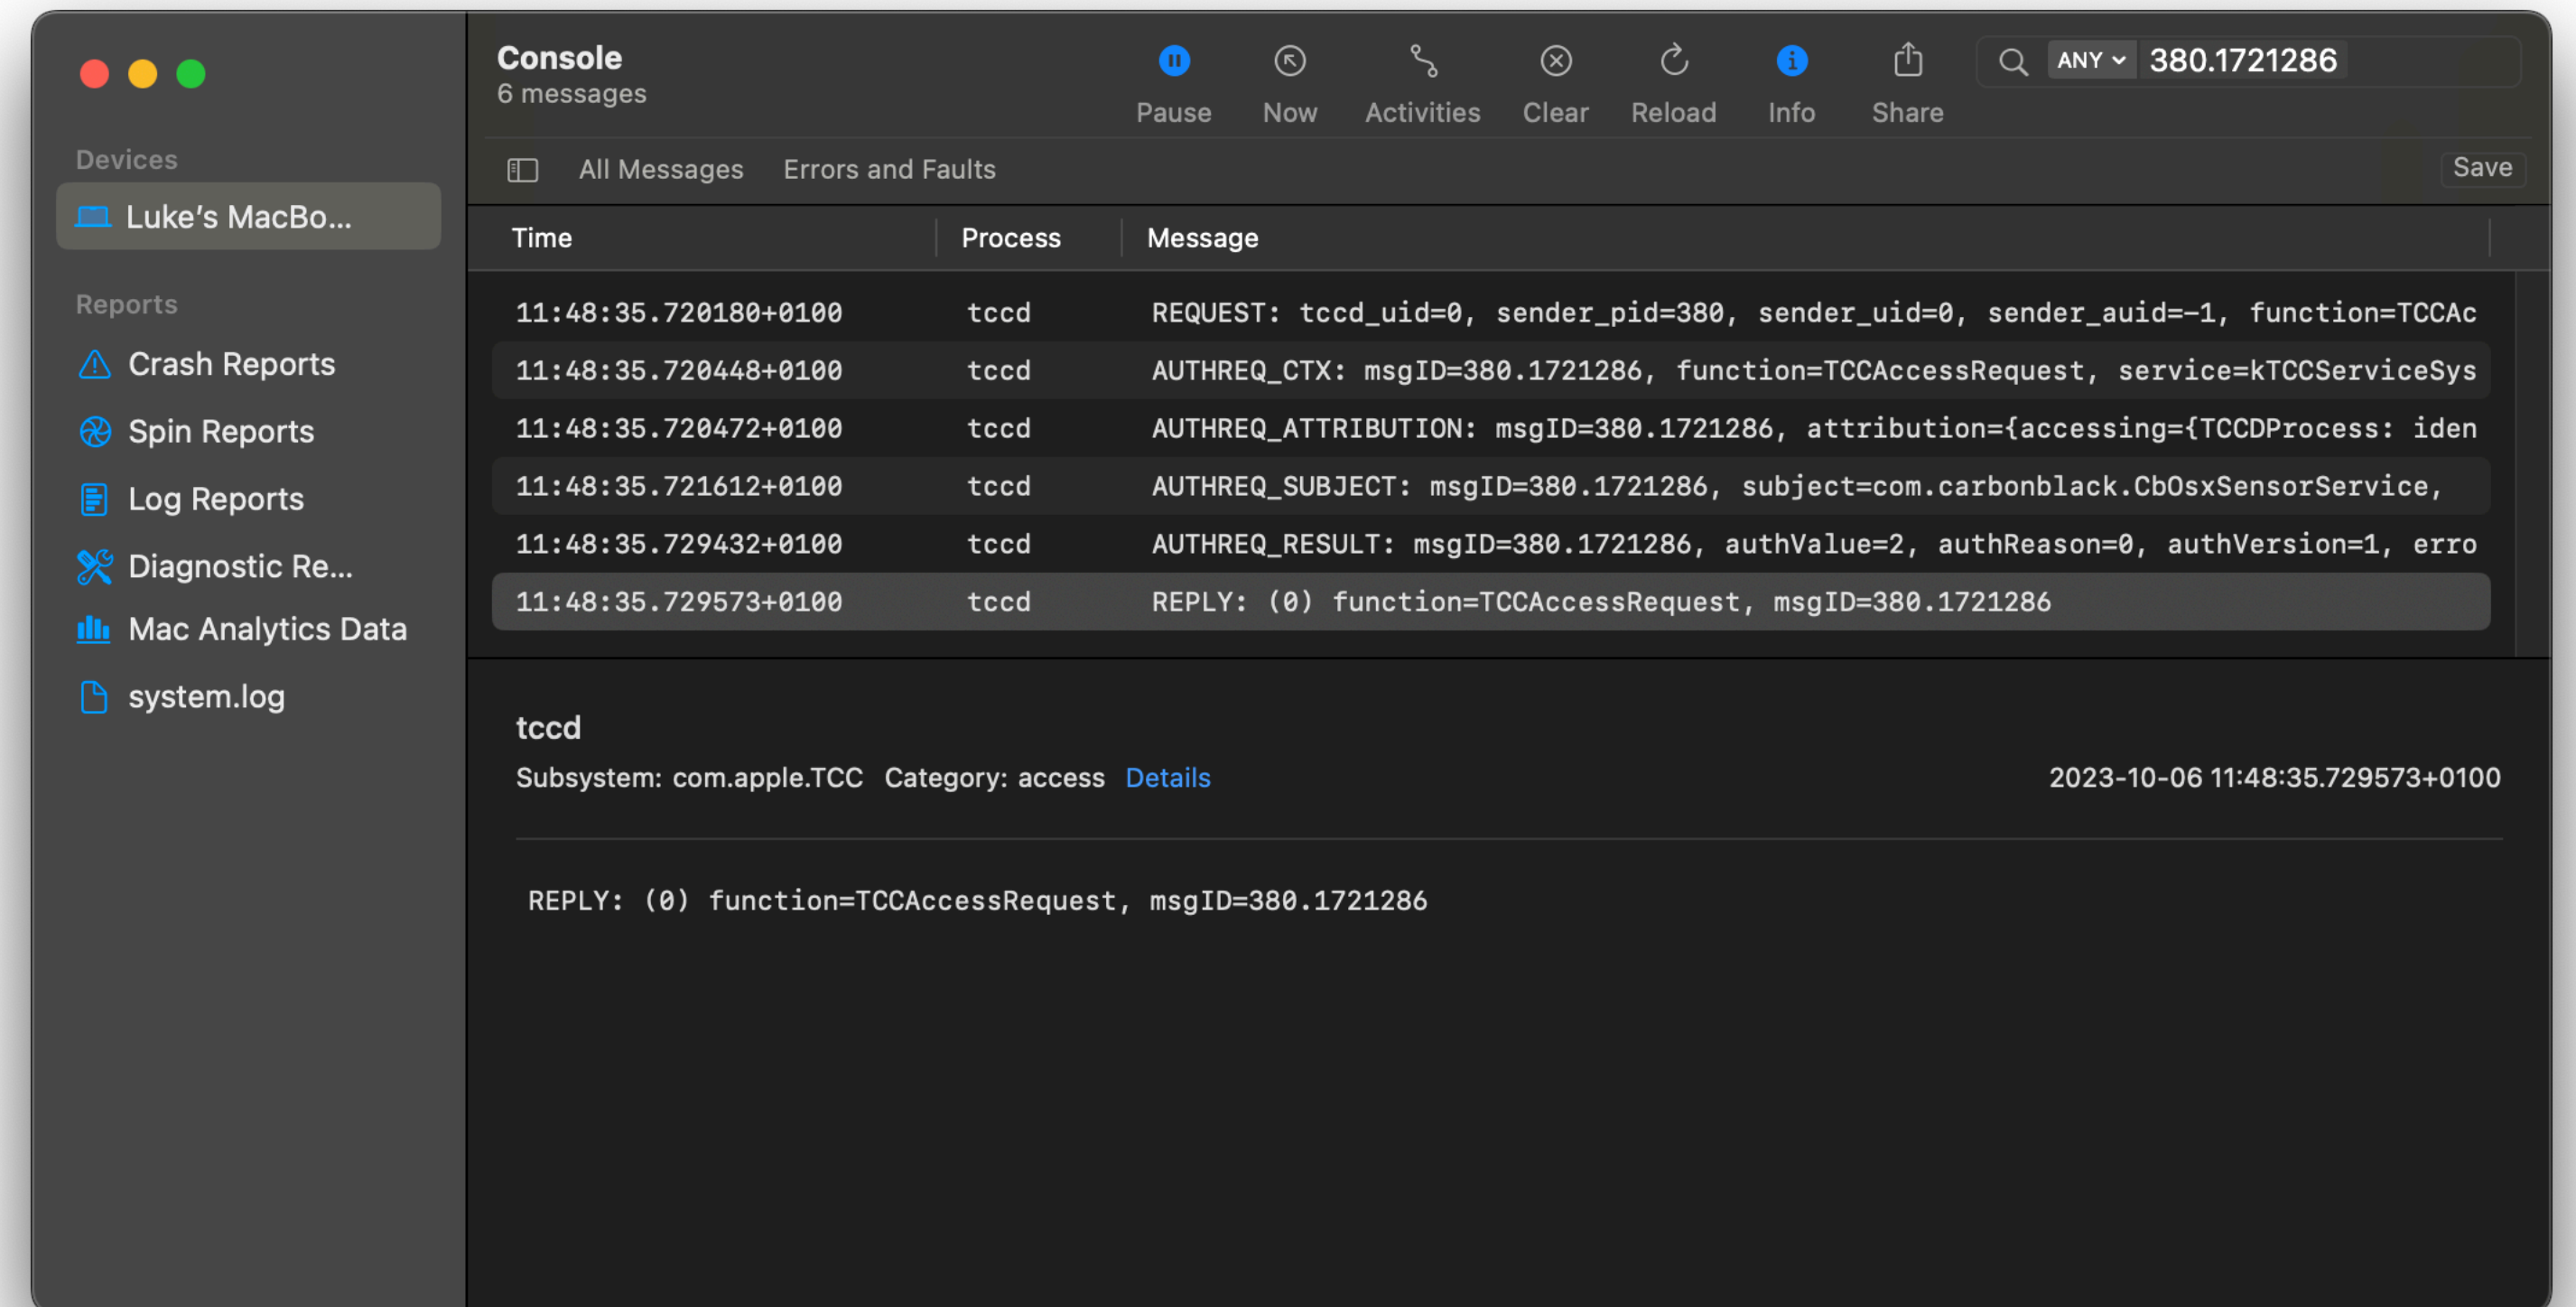 Console
6 messages
Pause
Now
Activities
Clear
Reload
Info
Share
ANY 380.1721286
All Messages Errors and Faults Save
Devices
Luke's MacBo...
Reports
Crash Reports
Spin Reports
Log Reports
Diagnostic Re...
Mac Analytics Data
system.log
Time Process Message
11:48:35.720180+0100 tccd REQUEST: tccd_uid=0, sender_pid=380, sender_uid=0, sender_auid=-1, function=TCCAc
11:48:35.720448+0100 tccd AUTHREQ_CTX: msgID=380.1721286, function=TCCAccessRequest, service=kTCCServiceSys
11:48:35.720472+0100 tccd AUTHREQ_ATTRIBUTION: msgID=380.1721286, attribution={accessing={TCCDProcess: iden
11:48:35.721612+0100 tccd AUTHREQ_SUBJECT: msgID=380.1721286, subject=com.carbonblack.CbOsxSensorService,
11:48:35.729432+0100 tccd AUTHREQ_RESULT: msgID=380.1721286, authValue=2, authReason=0, authVersion=1, erro
11:48:35.729573+0100 tccd REPLY: (0) function=TCCAccessRequest, msgID=380.1721286
tccd
Subsystem: com.apple.TCC Category: access Details 2023-10-06 11:48:35.729573+0100
REPLY: (0) function=TCCAccessRequest, msgID=380.1721286